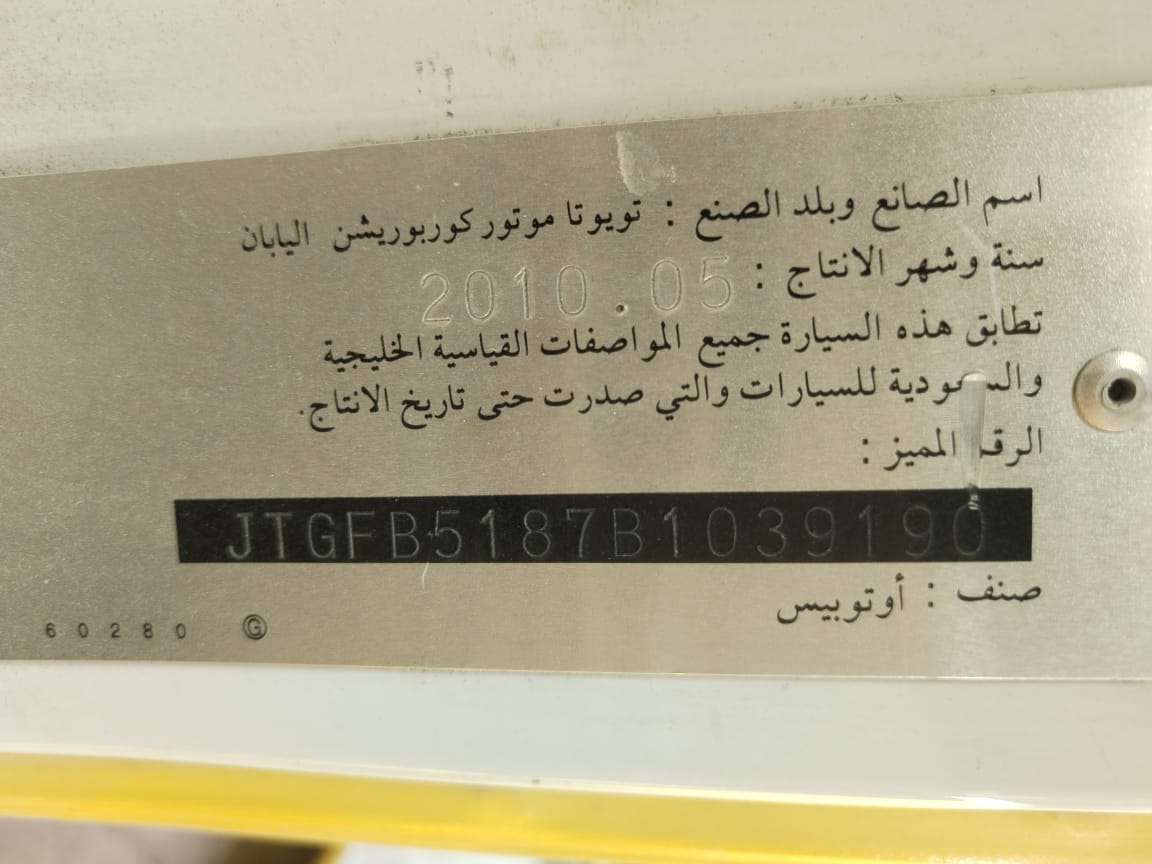 اسم الصانع وبلد الصنع : تويوتا موتور كوربوريشن اليابان
سنة وشهر الانتاج : 2010.05
تطابق هذه السيارة جميع المواصفات القياسية الخليجية
والسعودية للسيارات والتي صدرت حتى تاريخ الانتاج.
الرقم المميز :
JTGFB5187B1039190
صنف : أوتوبيس
60280 G